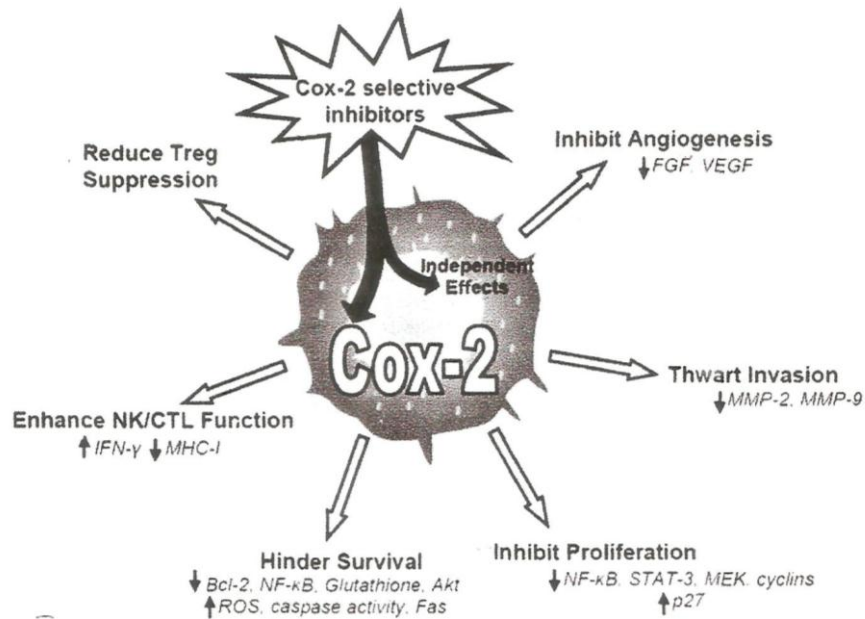 Cox-2 selective
inhibitors
Reduce Treg
Suppression
Inhibit Angiogenesis
↓FGF, VEGF
Independent
Effects
Cox-2
Thwart Invasion
↓MMP-2, MMP-9
Enhance NK/CTL Function
↑IFN-γ ↓MHC-I
Hinder Survival
↓Bcl-2, NF-κB, Glutathione, Akt
↑ROS, caspase activity, Fas
Inhibit Proliferation
↓NF-κB, STAT-3, MEK, cyclins
↑p27